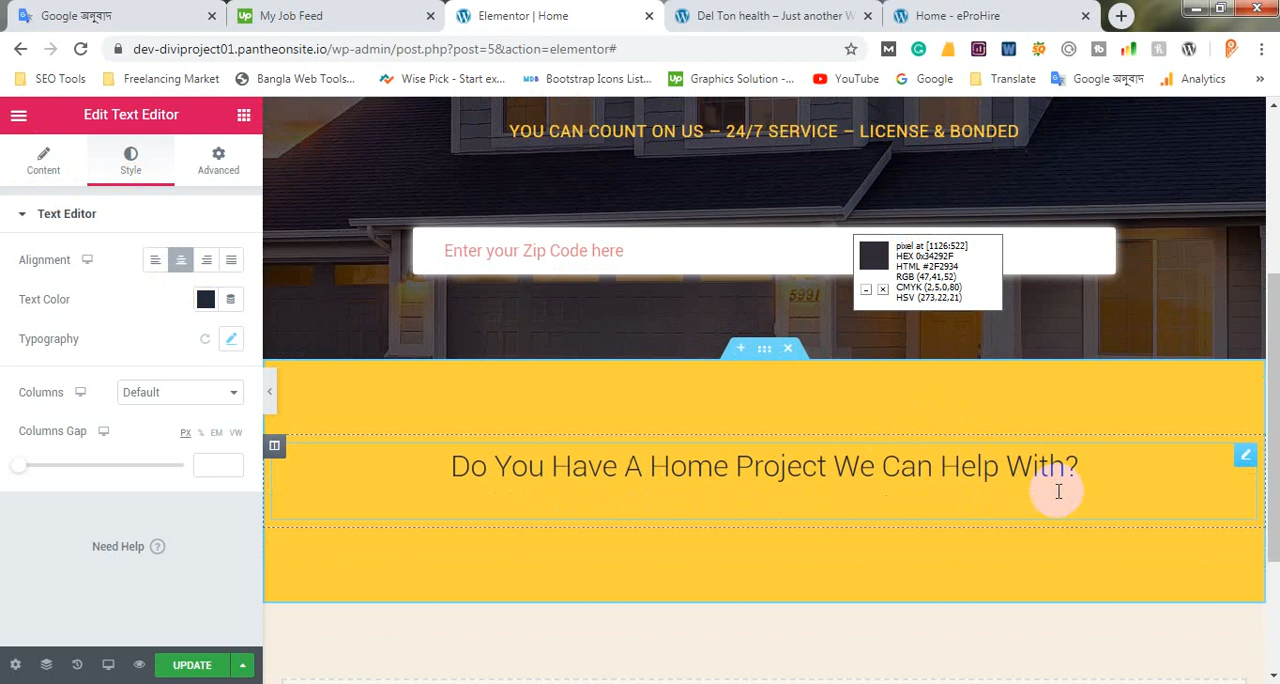 Google অনুবাদ
My Job Feed
Elementor | Home
Del Ton health – Just another W
Home - eProHire
dev-diviproject01.pantheonsite.io/wp-admin/post.php?post=5&action=elementor#
SEO Tools
Freelancing Market
Bangla Web Tools...
Wise Pick - Start ex...
Bootstrap Icons List...
Graphics Solution -...
YouTube
Google
Translate
Google অনুবাদ
Analytics
»
Edit Text Editor
Content
Style
Advanced
Text Editor
Alignment
Text Color
Typography
Columns
Default
Columns Gap
PX % EM VW
Need Help ?
UPDATE
YOU CAN COUNT ON US – 24/7 SERVICE – LICENSE & BONDED
Enter your Zip Code here
pixel at [1126:522]
HEX 0x34292F
HTML #2F2934
RGB (47,41,52)
CMYK (2,5,0,80)
HSV (273,22,21)
5991
Do You Have A Home Project We Can Help With?